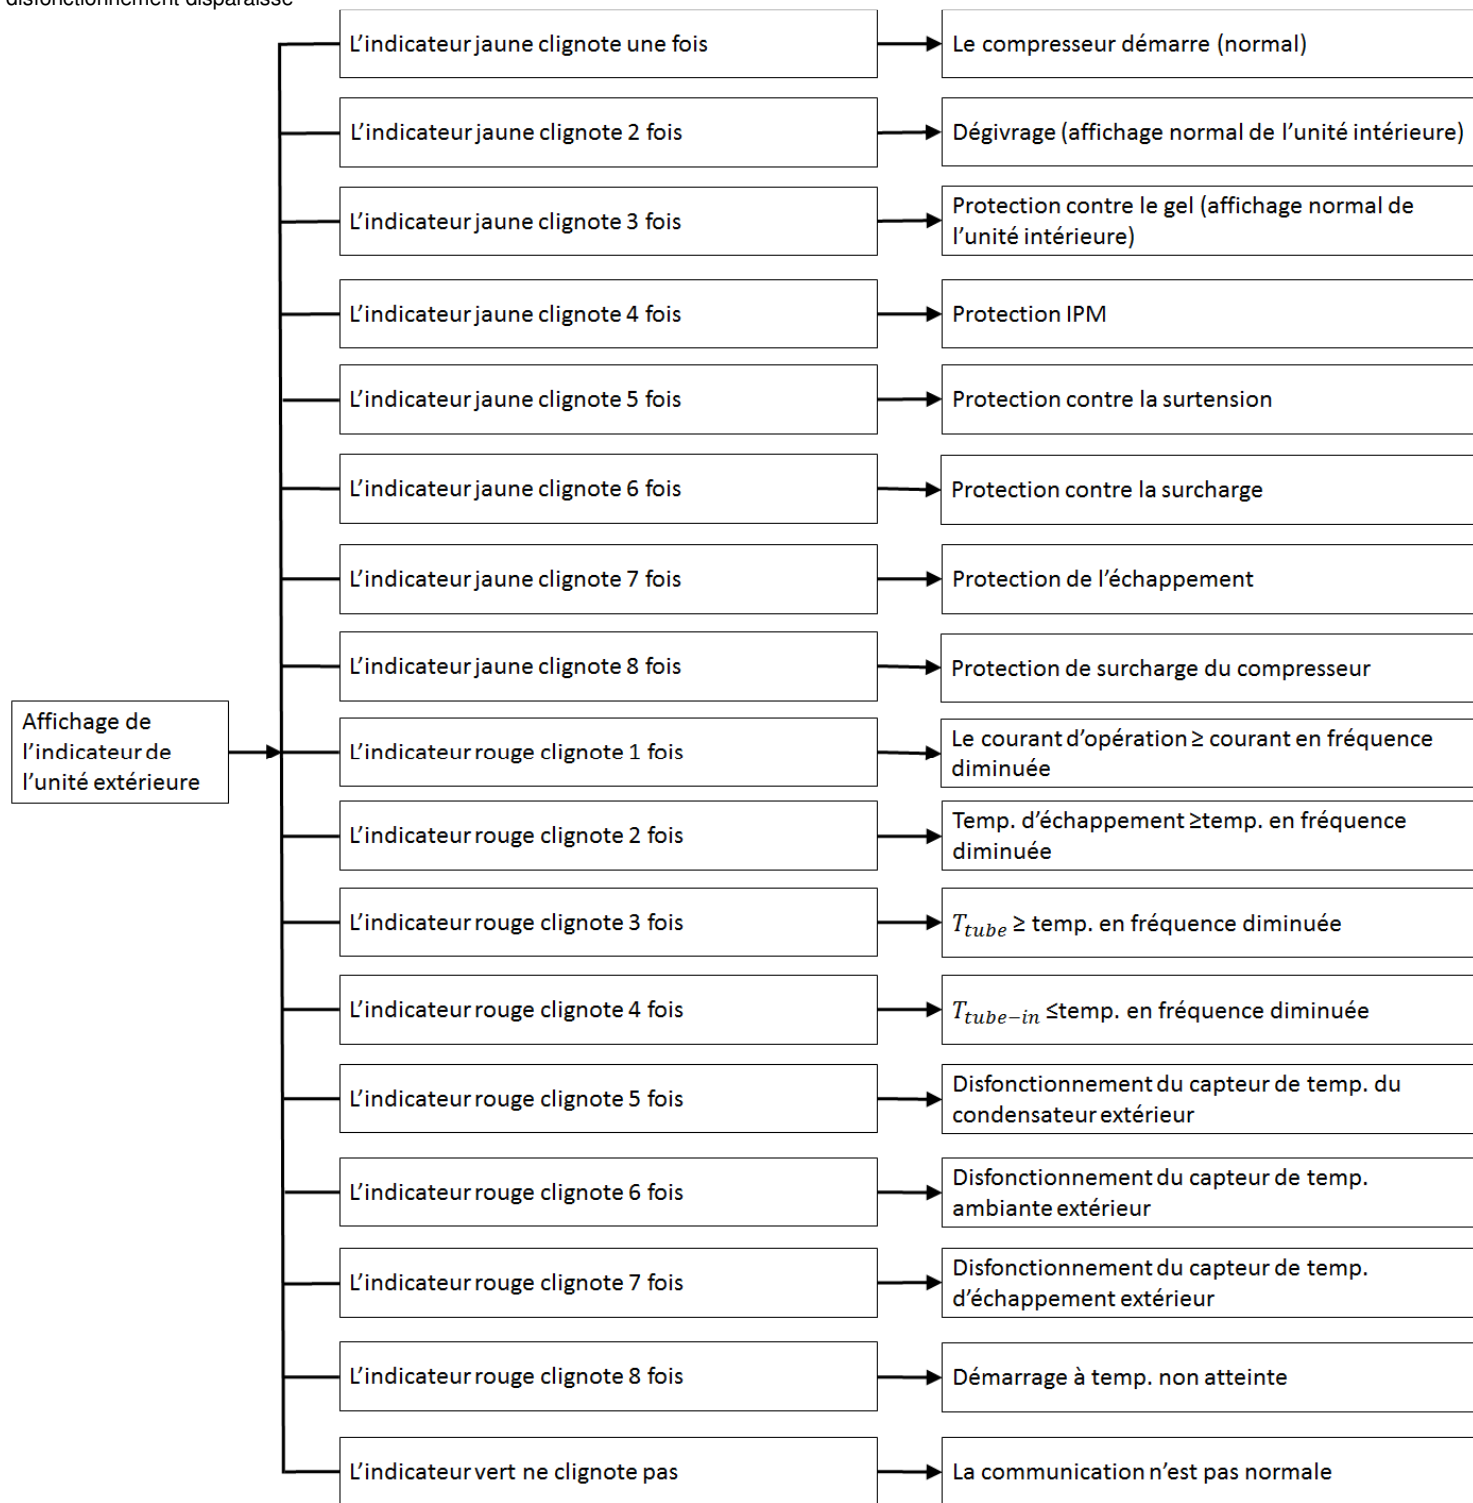 disfonctionnement disparaisse
L'indicateur jaune clignote une fois
Le compresseur démarre (normal)
L'indicateur jaune clignote 2 fois
Dégivrage (affichage normal de l'unité intérieure)
L'indicateur jaune clignote 3 fois
Protection contre le gel (affichage normal de
l'unité intérieure)
L'indicateur jaune clignote 4 fois
Protection IPM
L'indicateur jaune clignote 5 fois
Protection contre la surtension
L'indicateur jaune clignote 6 fois
Protection contre la surcharge
L'indicateur jaune clignote 7 fois
Protection de l'échappement
L'indicateur jaune clignote 8 fois
Protection de surcharge du compresseur
Affichage de
l'indicateur de
l'unité extérieure
L'indicateur rouge clignote 1 fois
Le courant d'opération ≥ courant en fréquence
diminuée
L'indicateur rouge clignote 2 fois
Temp. d'échappement ≥temp. en fréquence
diminuée
L'indicateur rouge clignote 3 fois
T_tube ≥ temp. en fréquence diminuée
L'indicateur rouge clignote 4 fois
T_tube−in ≤temp. en fréquence diminuée
L'indicateur rouge clignote 5 fois
Disfonctionnement du capteur de temp. du
condensateur extérieur
L'indicateur rouge clignote 6 fois
Disfonctionnement du capteur de temp.
ambiante extérieur
L'indicateur rouge clignote 7 fois
Disfonctionnement du capteur de temp.
d'échappement extérieur
L'indicateur rouge clignote 8 fois
Démarrage à temp. non atteinte
L'indicateur vert ne clignote pas
La communication n'est pas normale